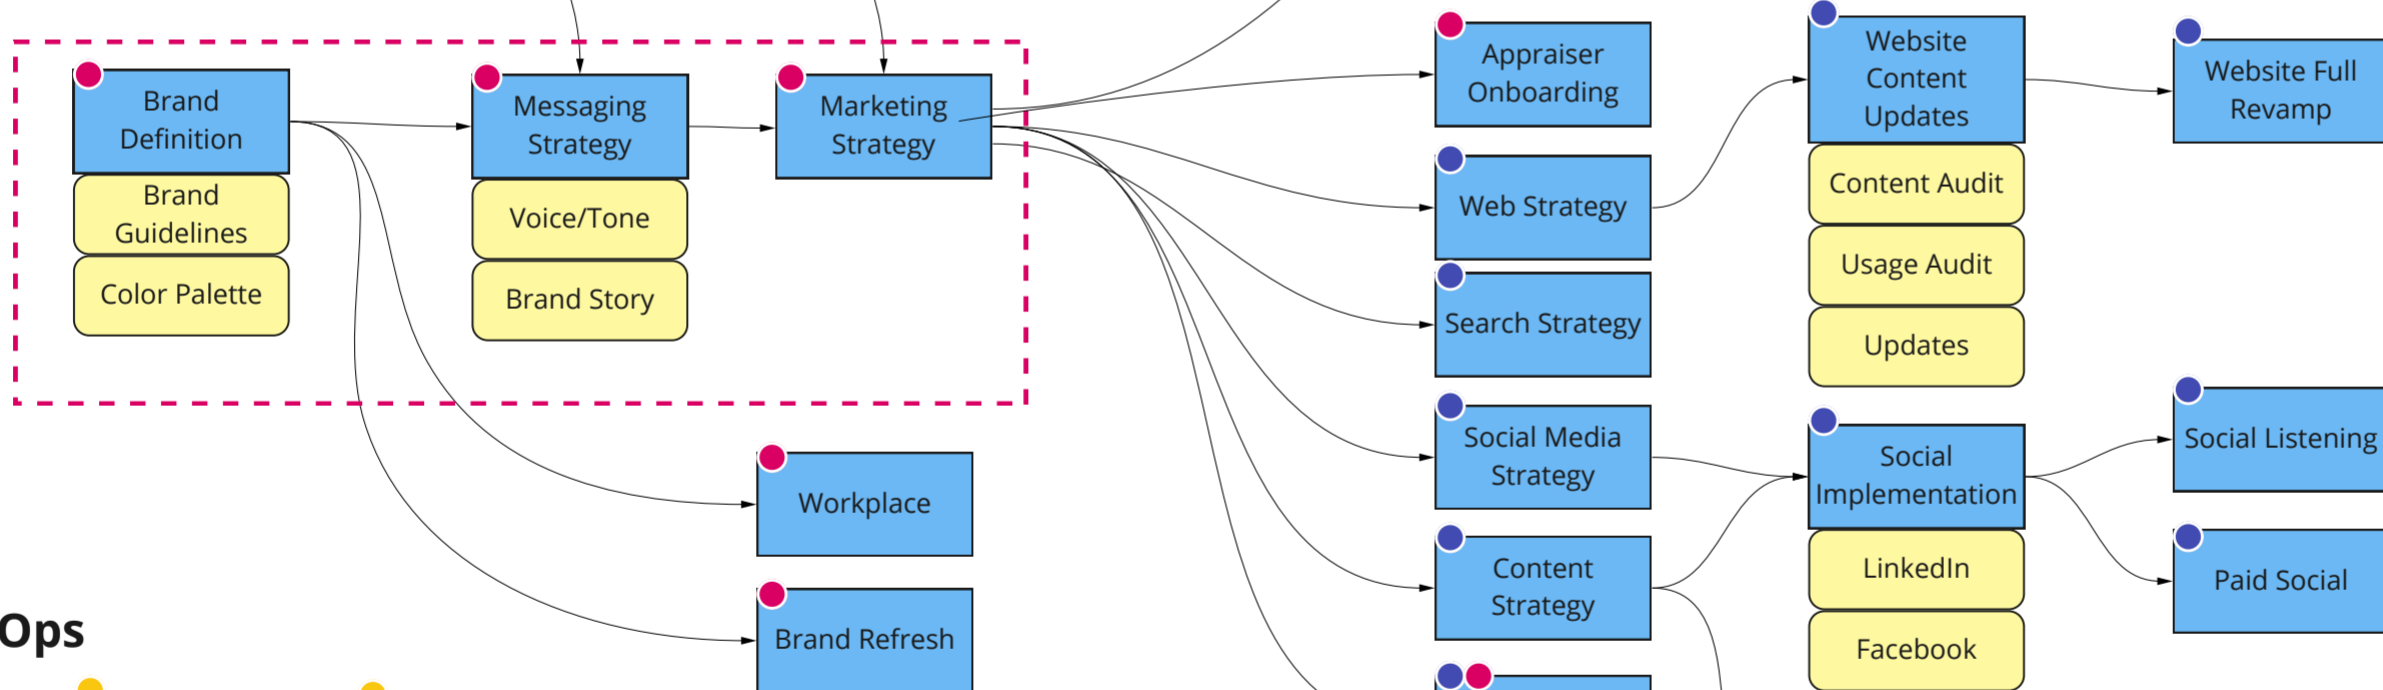 Brand
Definition
Brand
Guidelines
Color Palette
Messaging
Strategy
Voice/Tone
Brand Story
Marketing
Strategy
Workplace
Brand Refresh
Ops
Appraiser
Onboarding
Web Strategy
Search Strategy
Social Media
Strategy
Content
Strategy
Website
Content
Updates
Content Audit
Usage Audit
Updates
Social
Implementation
LinkedIn
Facebook
Website Full
Revamp
Social Listening
Paid Social